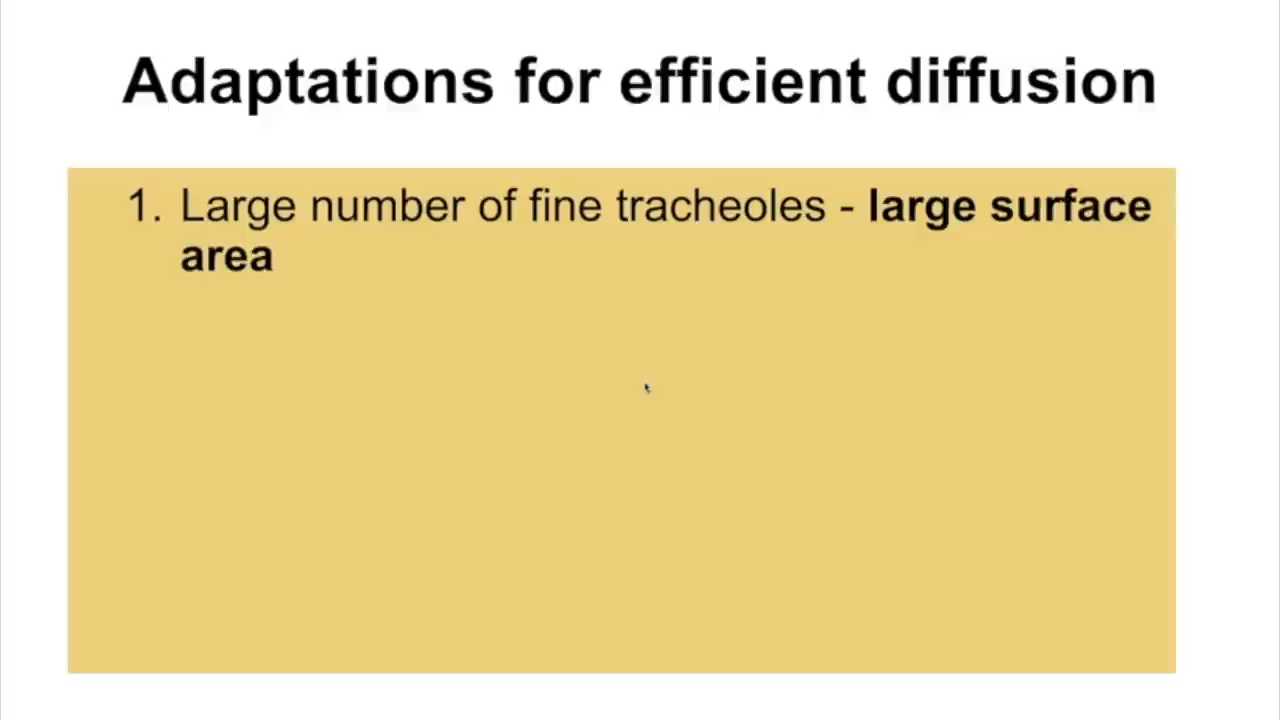 Adaptations for efficient diffusion
1. Large number of fine tracheoles - large surface
area